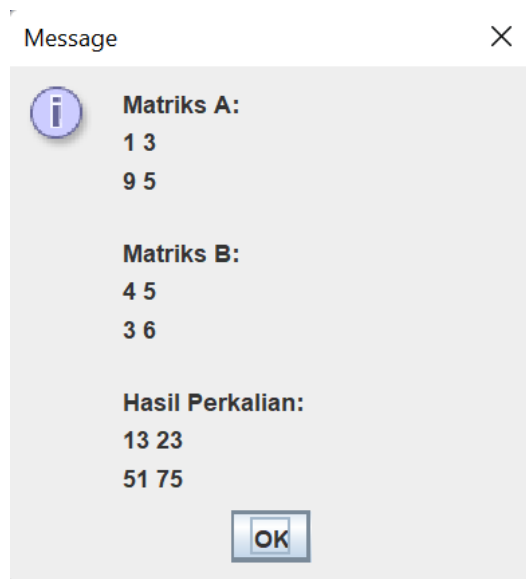 Message
Matriks A:
1 3
9 5
Matriks B:
4 5
3 6
Hasil Perkalian:
13 23
51 75
OK